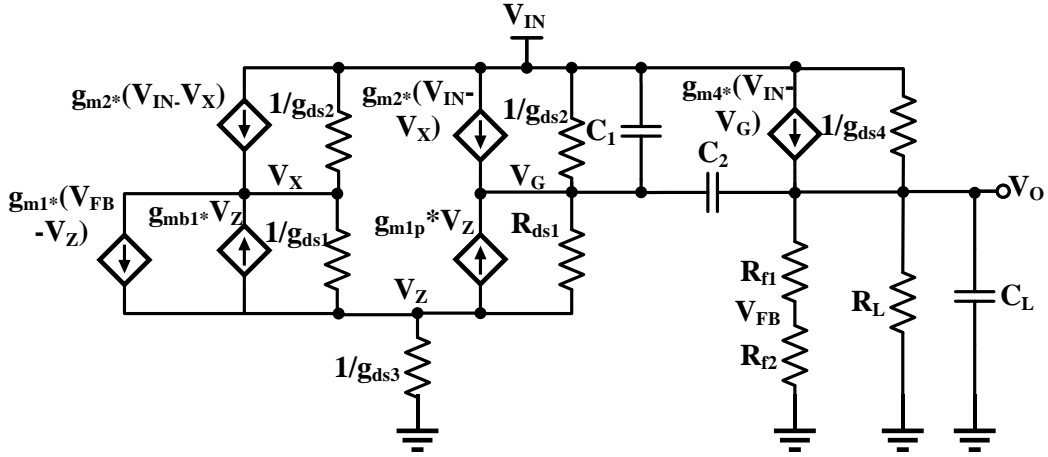 V_IN
g_m2*(V_IN-V_X)
1/g_ds2
g_m2*(V_IN-
V_X)
1/g_ds2
C_1
g_m4*(V_IN-
V_G)
1/g_ds4
C_2
V_X
V_G
V_O
g_m1*(V_FB
-V_Z)
g_mb1*V_Z
1/g_ds1
g_m1p*V_Z
R_ds1
R_f1
V_FB
R_f2
R_L
C_L
V_Z
1/g_ds3